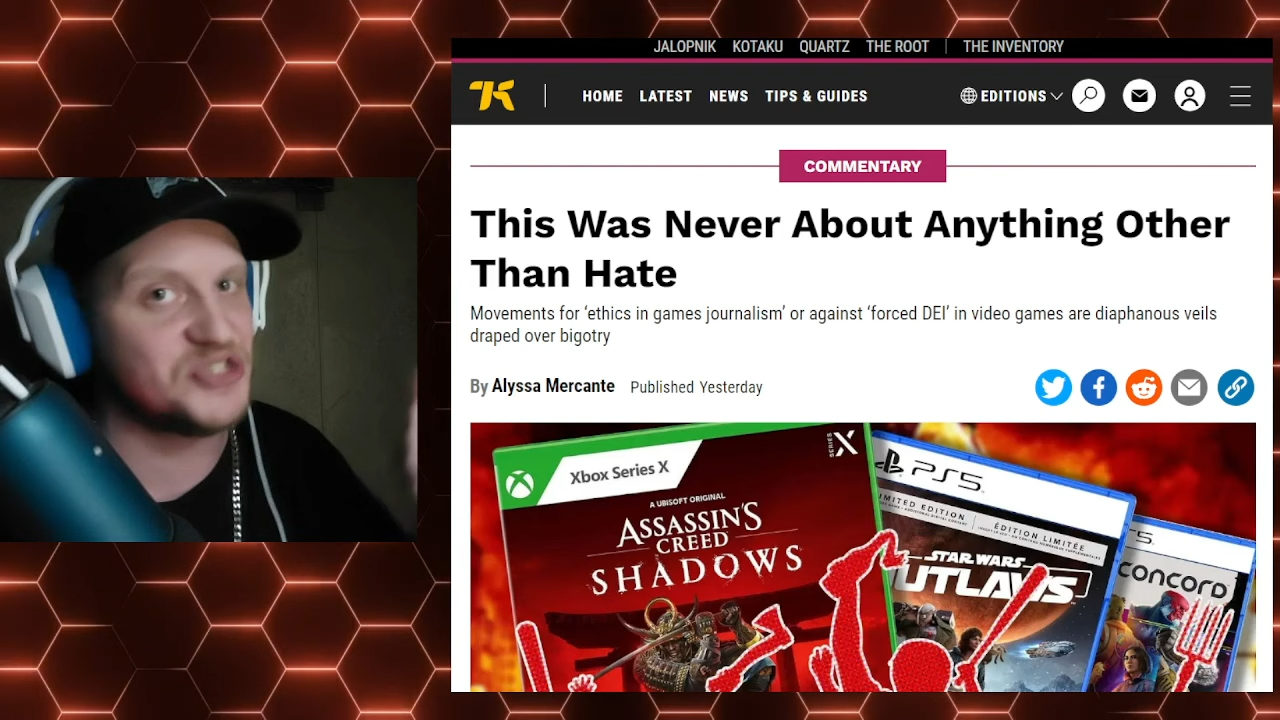 JALOPNIK KOTAKU QUARTZ THE ROOT THE INVENTORY
HOME LATEST NEWS TIPS & GUIDES EDITIONS
COMMENTARY
This Was Never About Anything Other
Than Hate
Movements for ‘ethics in games journalism’ or against ‘forced DEI’ in video games are diaphanous veils
draped over bigotry
By Alyssa Mercante Published Yesterday
Xbox Series X
SERIES X
A UBISOFT ORIGINAL
ASSASSIN'S
CREED
SHADOWS
PS5
LIMITED EDITION
ÉDITION LIMITÉE
STAR WARS
OUTLAWS
concord